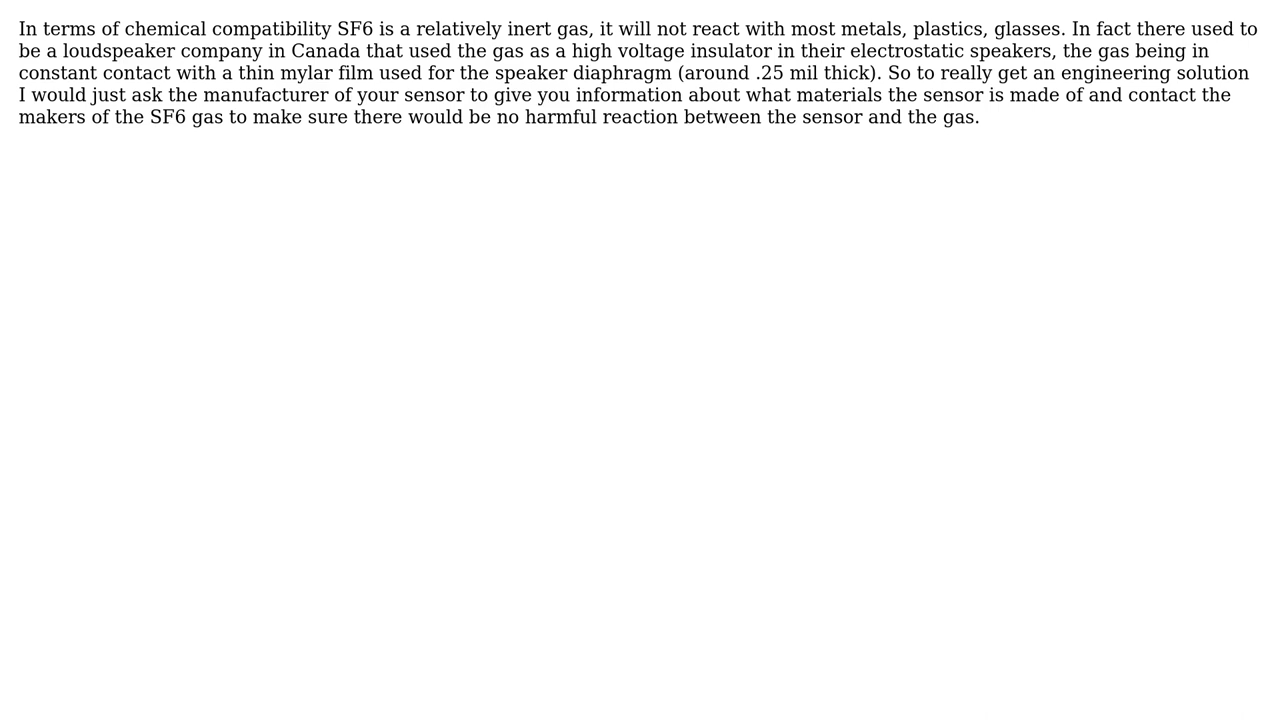 In terms of chemical compatibility SF6 is a relatively inert gas, it will not react with most metals, plastics, glasses. In fact there used to
be a loudspeaker company in Canada that used the gas as a high voltage insulator in their electrostatic speakers, the gas being in
constant contact with a thin mylar film used for the speaker diaphragm (around .25 mil thick). So to really get an engineering solution
I would just ask the manufacturer of your sensor to give you information about what materials the sensor is made of and contact the
makers of the SF6 gas to make sure there would be no harmful reaction between the sensor and the gas.